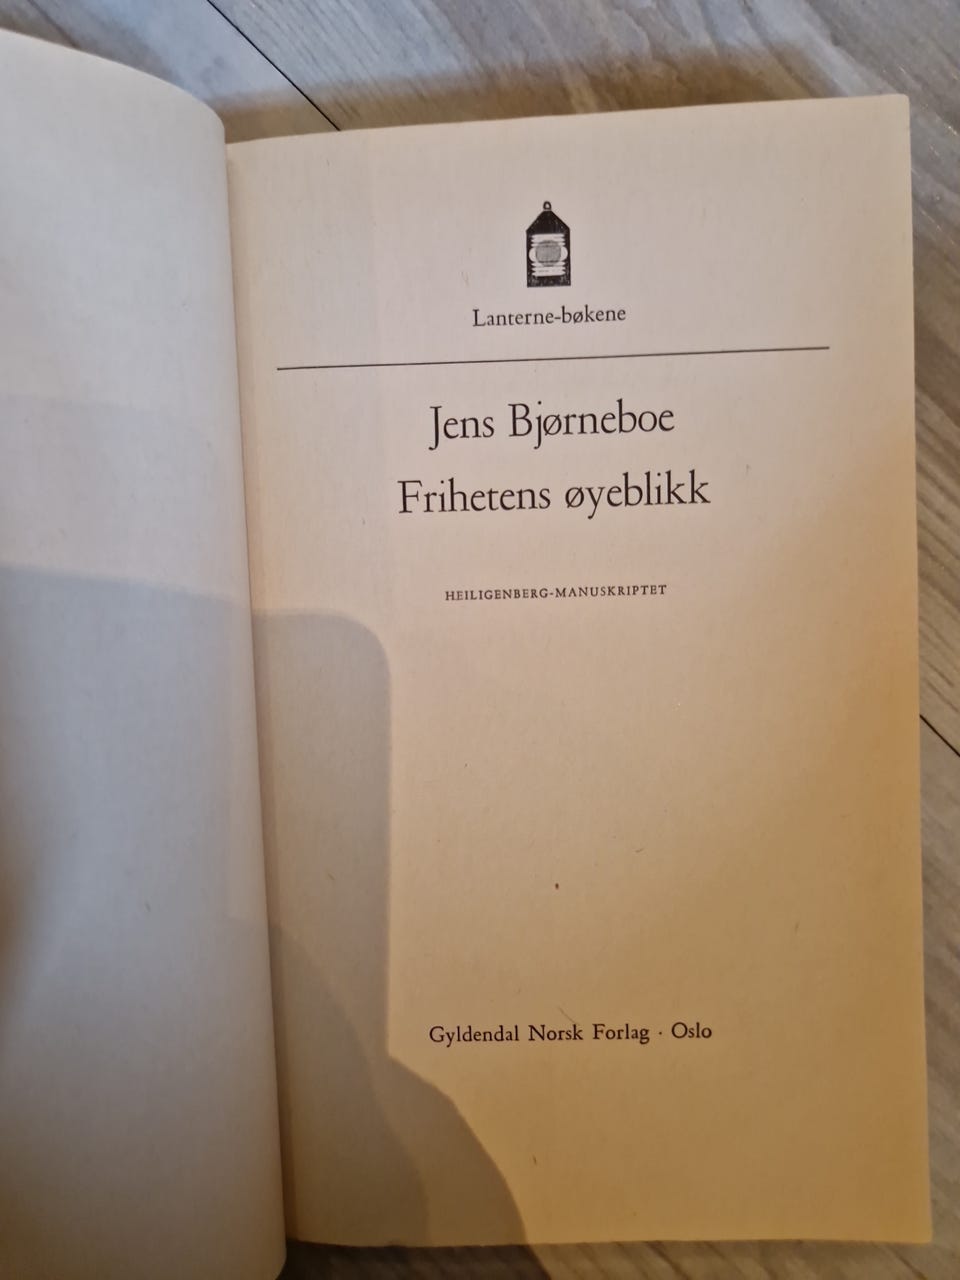 Lanterne-bøkene
Jens Bjørneboe
Frihetens øyeblikk
HEILIGENBERG-MANUSKRIPTET
Gyldendal Norsk Forlag · Oslo